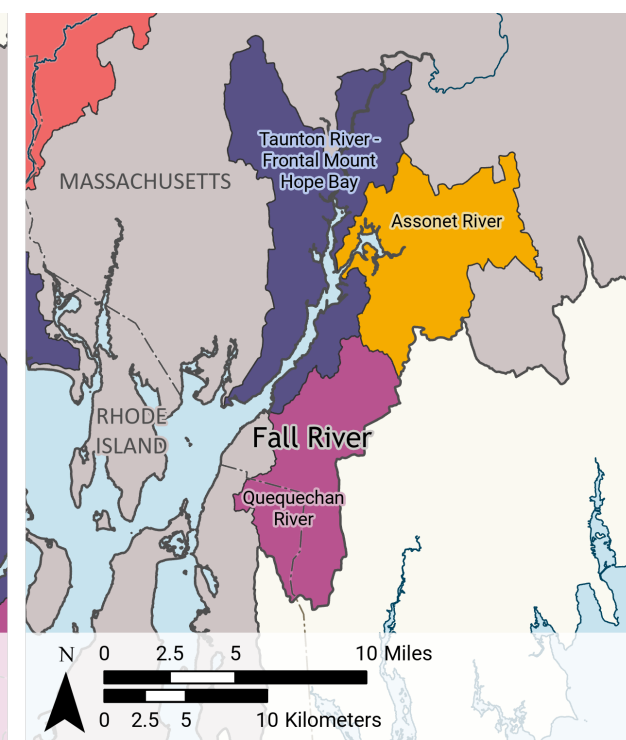 Taunton River -
Frontal Mount
Hope Bay
MASSACHUSETTS
Assonet River
RHODE
ISLAND
Fall River
Quequechan
River
N
0 2.5 5 10 Miles
0 2.5 5 10 Kilometers